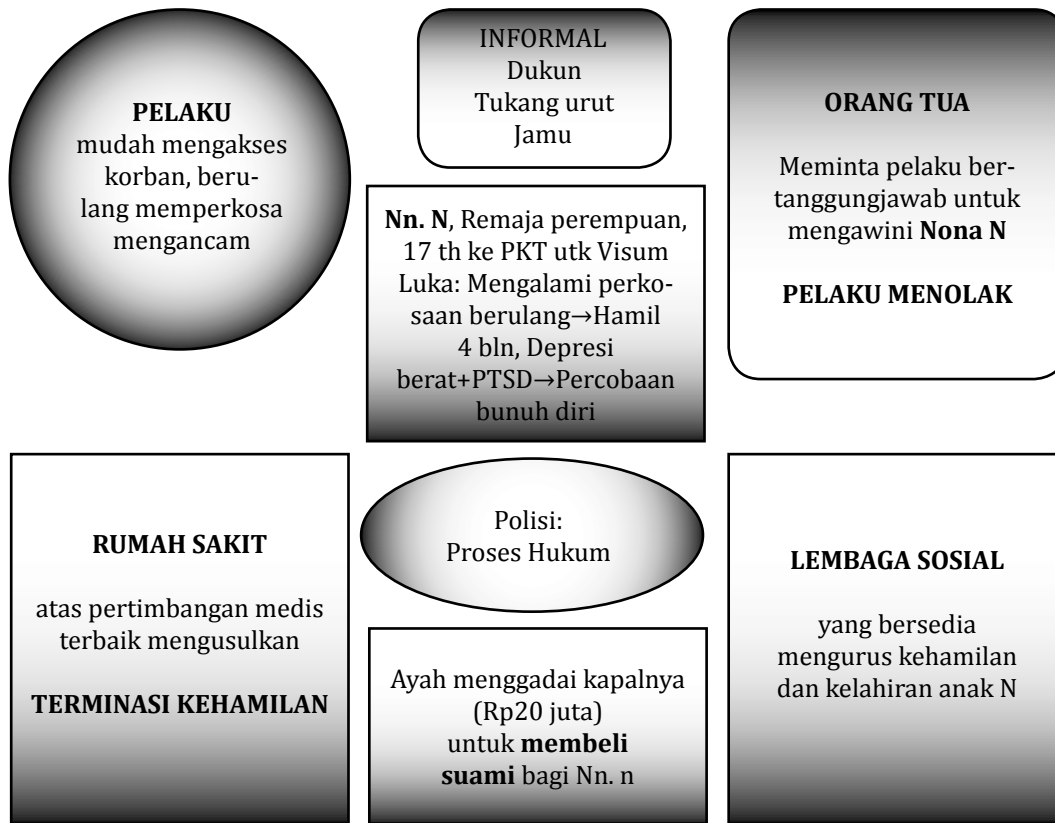 PELAKU
mudah mengakses
korban, beru-
lang memperkosa
mengancam
INFORMAL
Dukun
Tukang urut
Jamu
ORANG TUA
Meminta pelaku ber-
tanggungjawab untuk
mengawini Nona N
PELAKU MENOLAK
Nn. N, Remaja perempuan,
17 th ke PKT utk Visum
Luka: Mengalami perko-
saan berulang→Hamil
4 bln, Depresi
berat+PTSD→Percobaan
bunuh diri
RUMAH SAKIT
atas pertimbangan medis
terbaik mengusulkan
TERMINASI KEHAMILAN
Polisi:
Proses Hukum
LEMBAGA SOSIAL
yang bersedia
mengurus kehamilan
dan kelahiran anak N
Ayah menggadai kapalnya
(Rp20 juta)
untuk membeli
suami bagi Nn. n